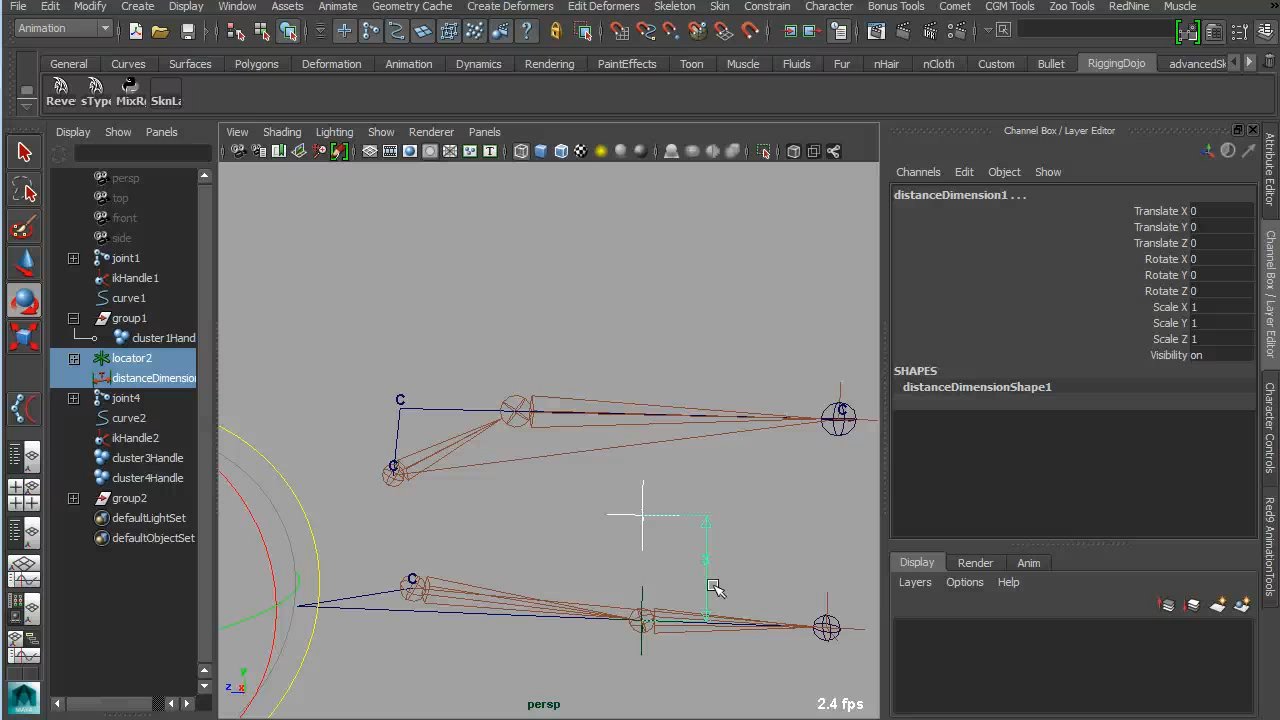 File Edit Modify Create Display Window Assets Animate Geometry Cache Create Deformers Edit Deformers Skeleton Skin Constrain Character Bonus Tools Comet CGM Tools Zoo Tools RedNine Muscle »
Animation
General Curves Surfaces Polygons Deformation Animation Dynamics Rendering PaintEffects Toon Muscle Fluids Fur nHair nCloth Custom Bullet RiggingDojo advancedSk
Reve sType MixRe SknLa
Display Show Panels
View Shading Lighting Show Renderer Panels
Channel Box / Layer Editor
Channels Edit Object Show
persp
top
front
side
joint1
ikHandle1
curve1
group1
cluster1Hand
locator2
distanceDimension
joint4
curve2
ikHandle2
cluster3Handle
cluster4Handle
group2
defaultLightSet
defaultObjectSet
C
C
C
C
y
z x
persp
2.4 fps
distanceDimension1 . . .
Translate X 0
Translate Y 0
Translate Z 0
Rotate X 0
Rotate Y 0
Rotate Z 0
Scale X 1
Scale Y 1
Scale Z 1
Visibility on
SHAPES
distanceDimensionShape1
Display Render Anim
Layers Options Help
Attribute Editor
Channel Box / Layer Editor
Character Controls
Red9 AnimationTools